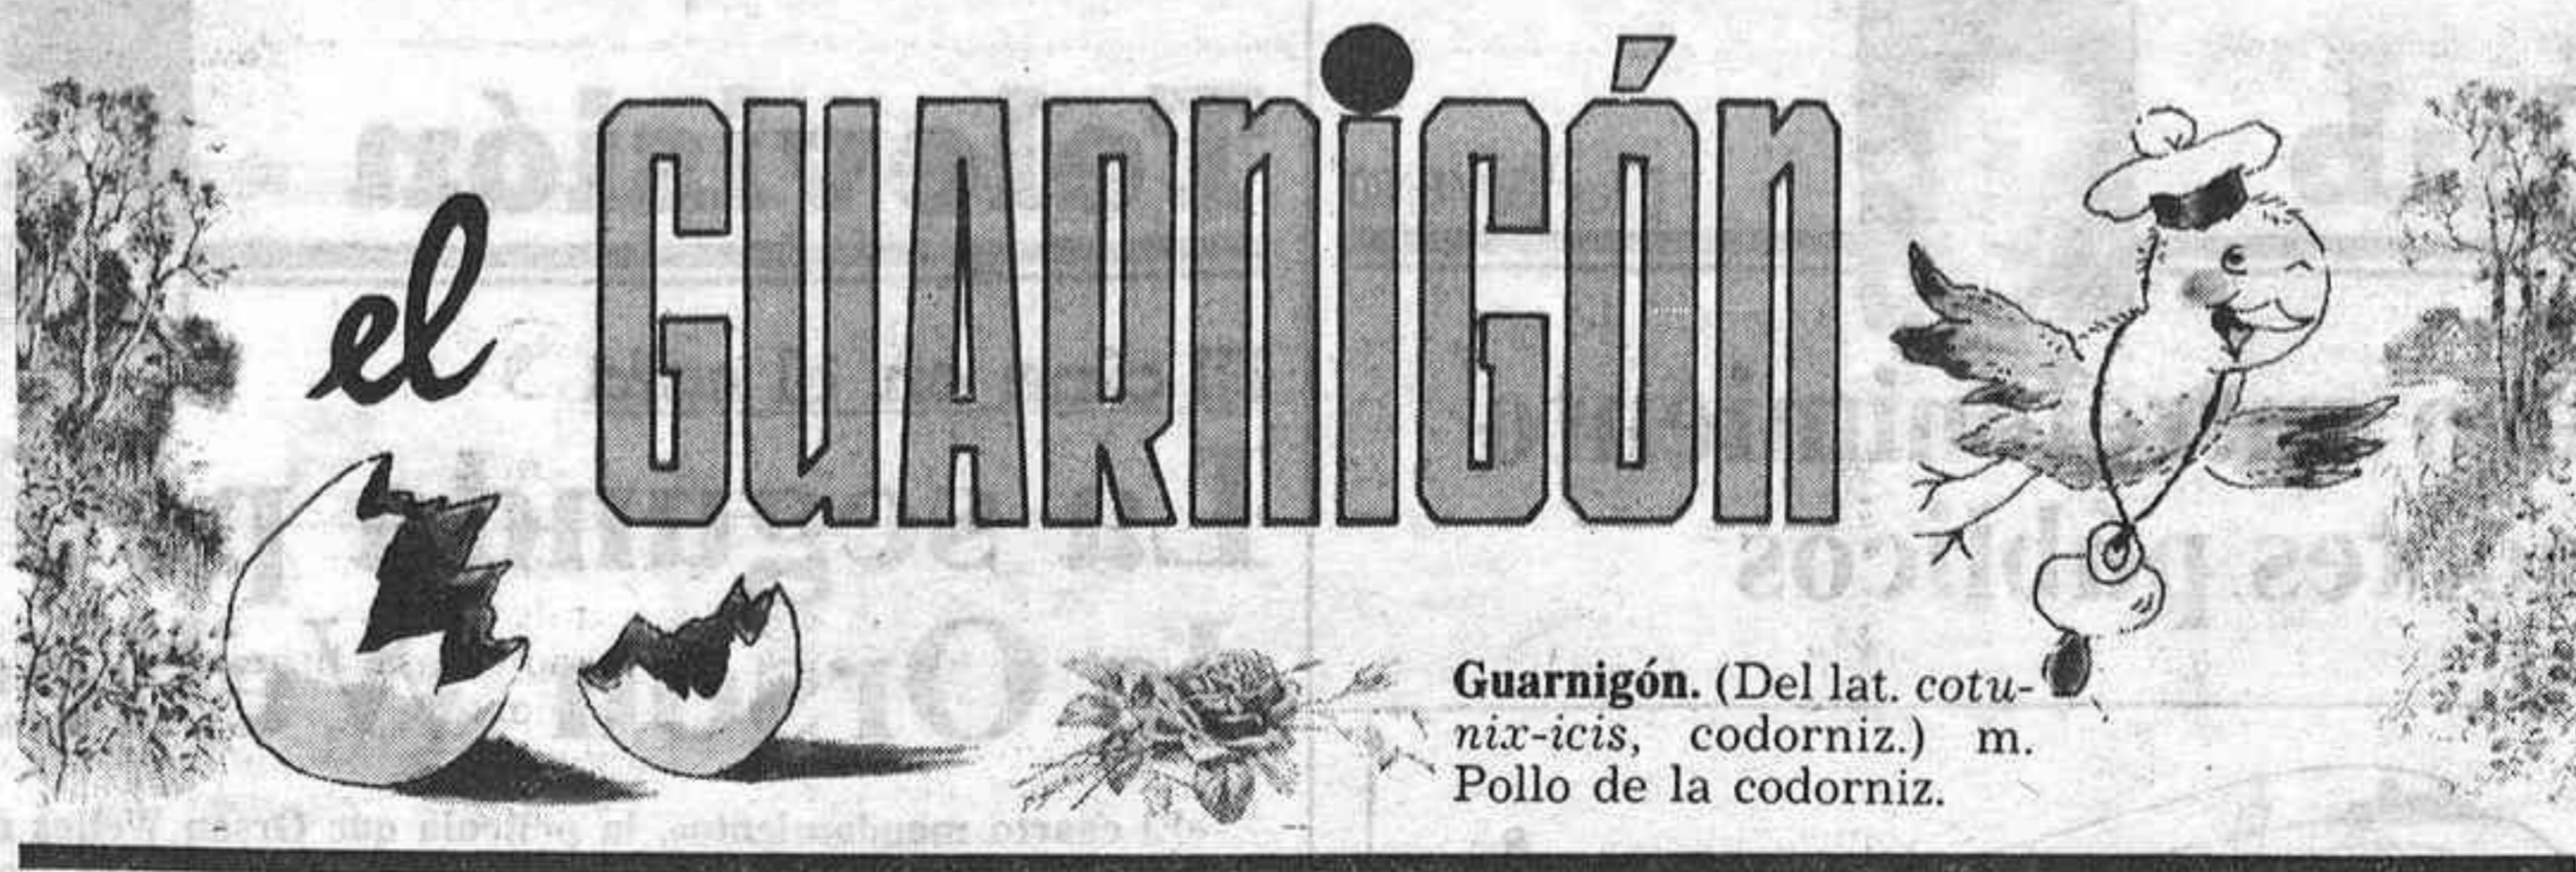 el GUARNIGÓN
Guarnigón. (Del lat. cotu-
nix-icis, codorniz.) m.
Pollo de la codorniz.